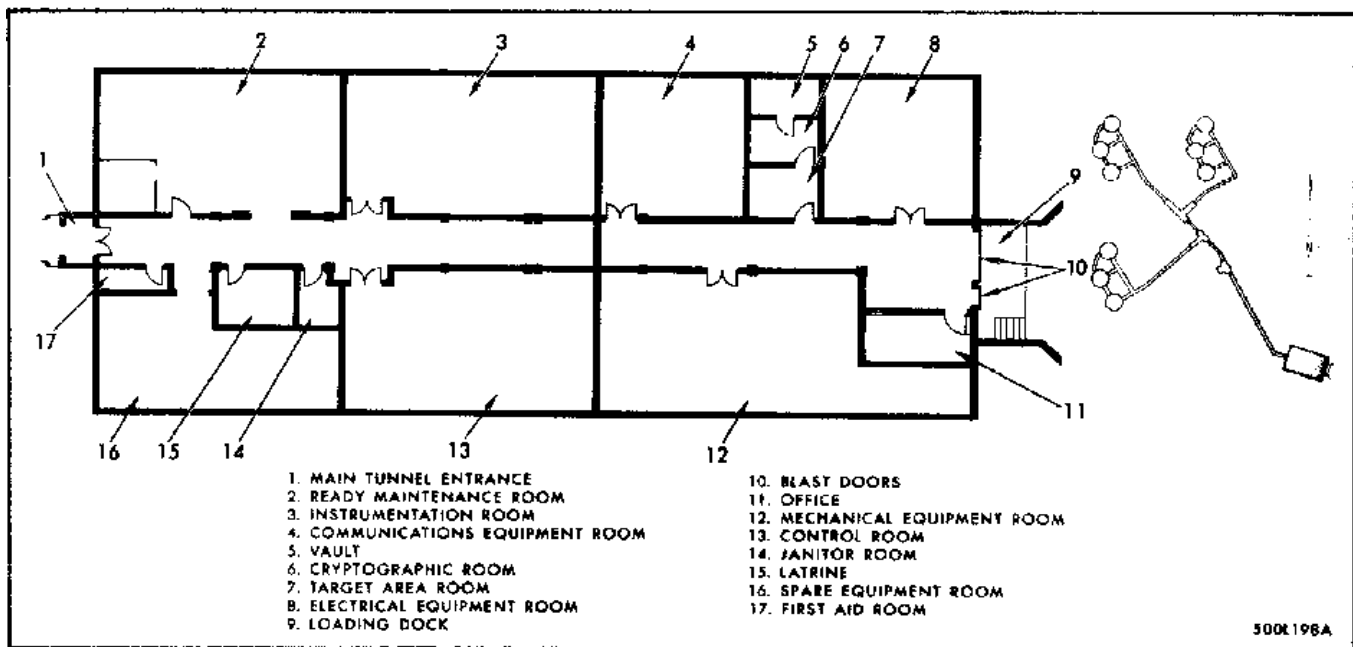 2 3 4 5 6 7 8
1
9
10
17
11
16 15 14 13 12
1. MAIN TUNNEL ENTRANCE
2. READY MAINTENANCE ROOM
3. INSTRUMENTATION ROOM
4. COMMUNICATIONS EQUIPMENT ROOM
5. VAULT
6. CRYPTOGRAPHIC ROOM
7. TARGET AREA ROOM
8. ELECTRICAL EQUIPMENT ROOM
9. LOADING DOCK
10. BLAST DOORS
11. OFFICE
12. MECHANICAL EQUIPMENT ROOM
13. CONTROL ROOM
14. JANITOR ROOM
15. LATRINE
16. SPARE EQUIPMENT ROOM
17. FIRST AID ROOM
N
500K198A